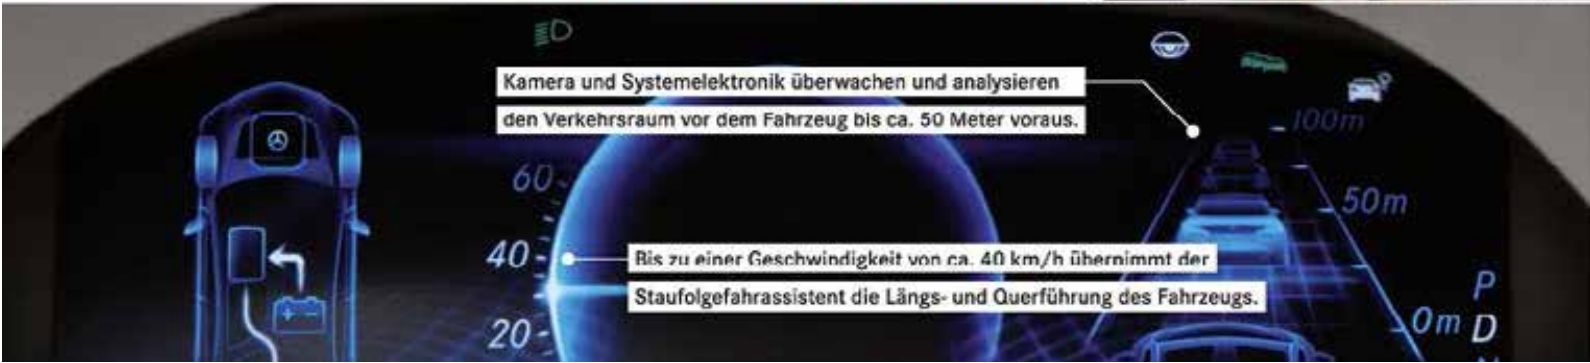 Kamera und Systemelektronik überwachen und analysieren
den Verkehrsraum vor dem Fahrzeug bis ca. 50 Meter voraus.
100m
60
50m
40
Bis zu einer Geschwindigkeit von ca. 40 km/h übernimmt der
Staufolgefahrassistent die Längs- und Querführung des Fahrzeugs.
P
0m D
20